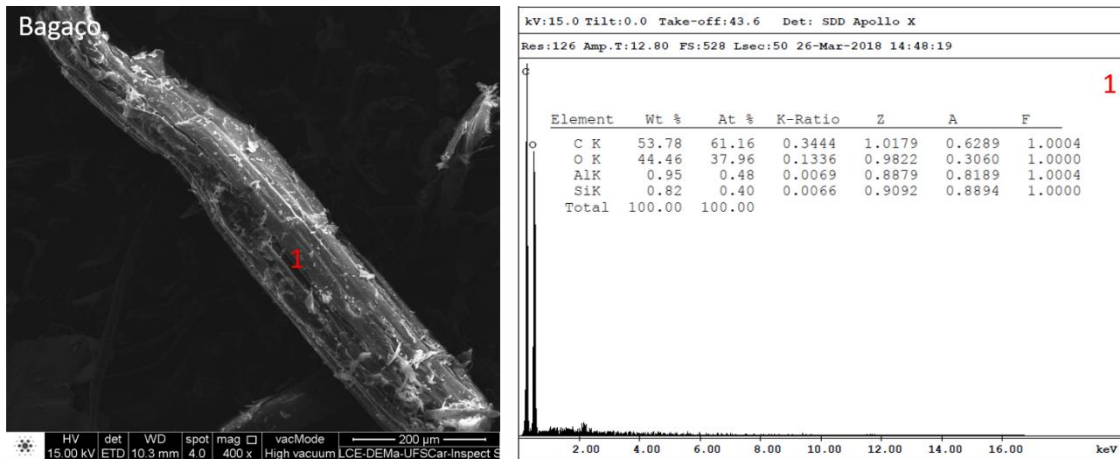 Bagaço
1
HV det WD spot mag vacMode 200 µm
15.00 kV ETD 10.3 mm 4.0 400 x High vacuum LCE-DEMa-UFSCar-Inspect S
kV:15.0 Tilt:0.0 Take-off:43.6 Det: SDD Apollo X
Res:126 Amp.T:12.80 FS:528 Lsec:50 26-Mar-2018 14:48:19
1
C
O
Element Wt % At % K-Ratio Z A F
C K 53.78 61.16 0.3444 1.0179 0.6289 1.0004
O K 44.46 37.96 0.1336 0.9822 0.3060 1.0000
AlK 0.95 0.48 0.0069 0.8879 0.8189 1.0004
SiK 0.82 0.40 0.0066 0.9092 0.8894 1.0000
Total 100.00 100.00
2.00 4.00 6.00 8.00 10.00 12.00 14.00 16.00 keV